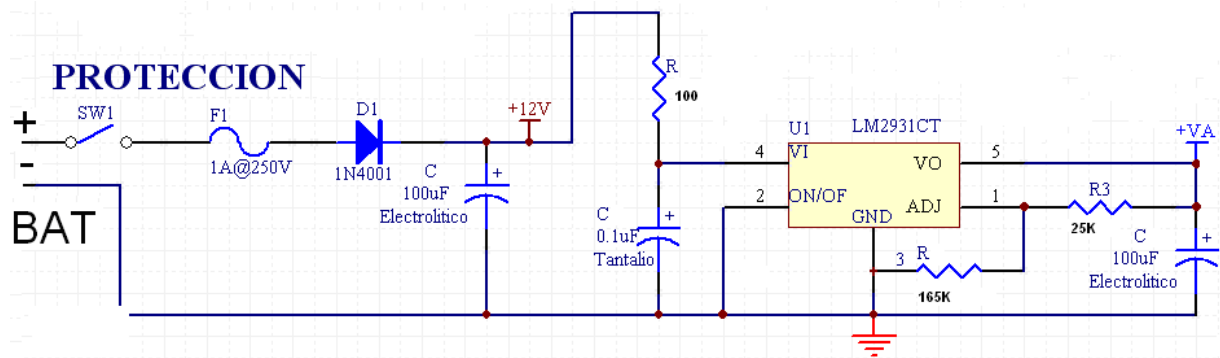 PROTECCION
SW1
F1
1A@250V
D1
1N4001
+12V
C
100uF
Electrolitico
+
-
BAT
+
R
100
C
0.1uF
Tantalio
+
U1
LM2931CT
4
VI
VO
5
2
ON/OF
ADJ
1
GND
3
R
165K
R3
25K
+VA
C
100uF
Electrolitico
+